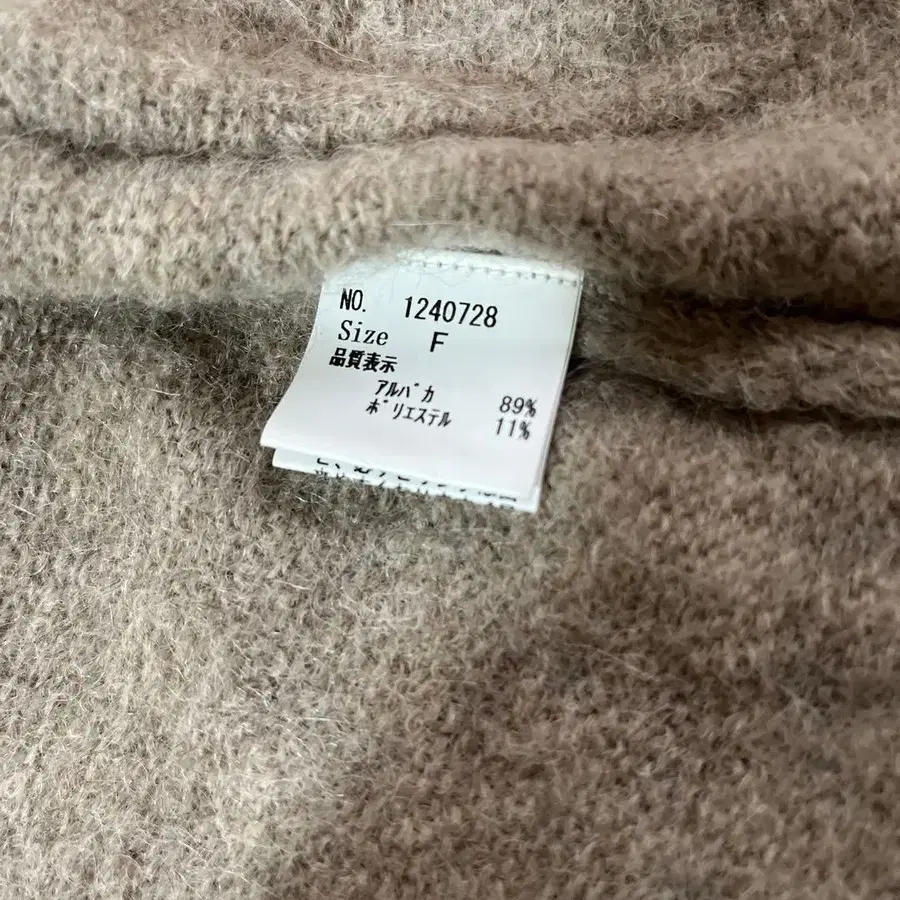 NO. 1240728
Size F
品質表示
アルパカ 89%
ポリエステル 11%